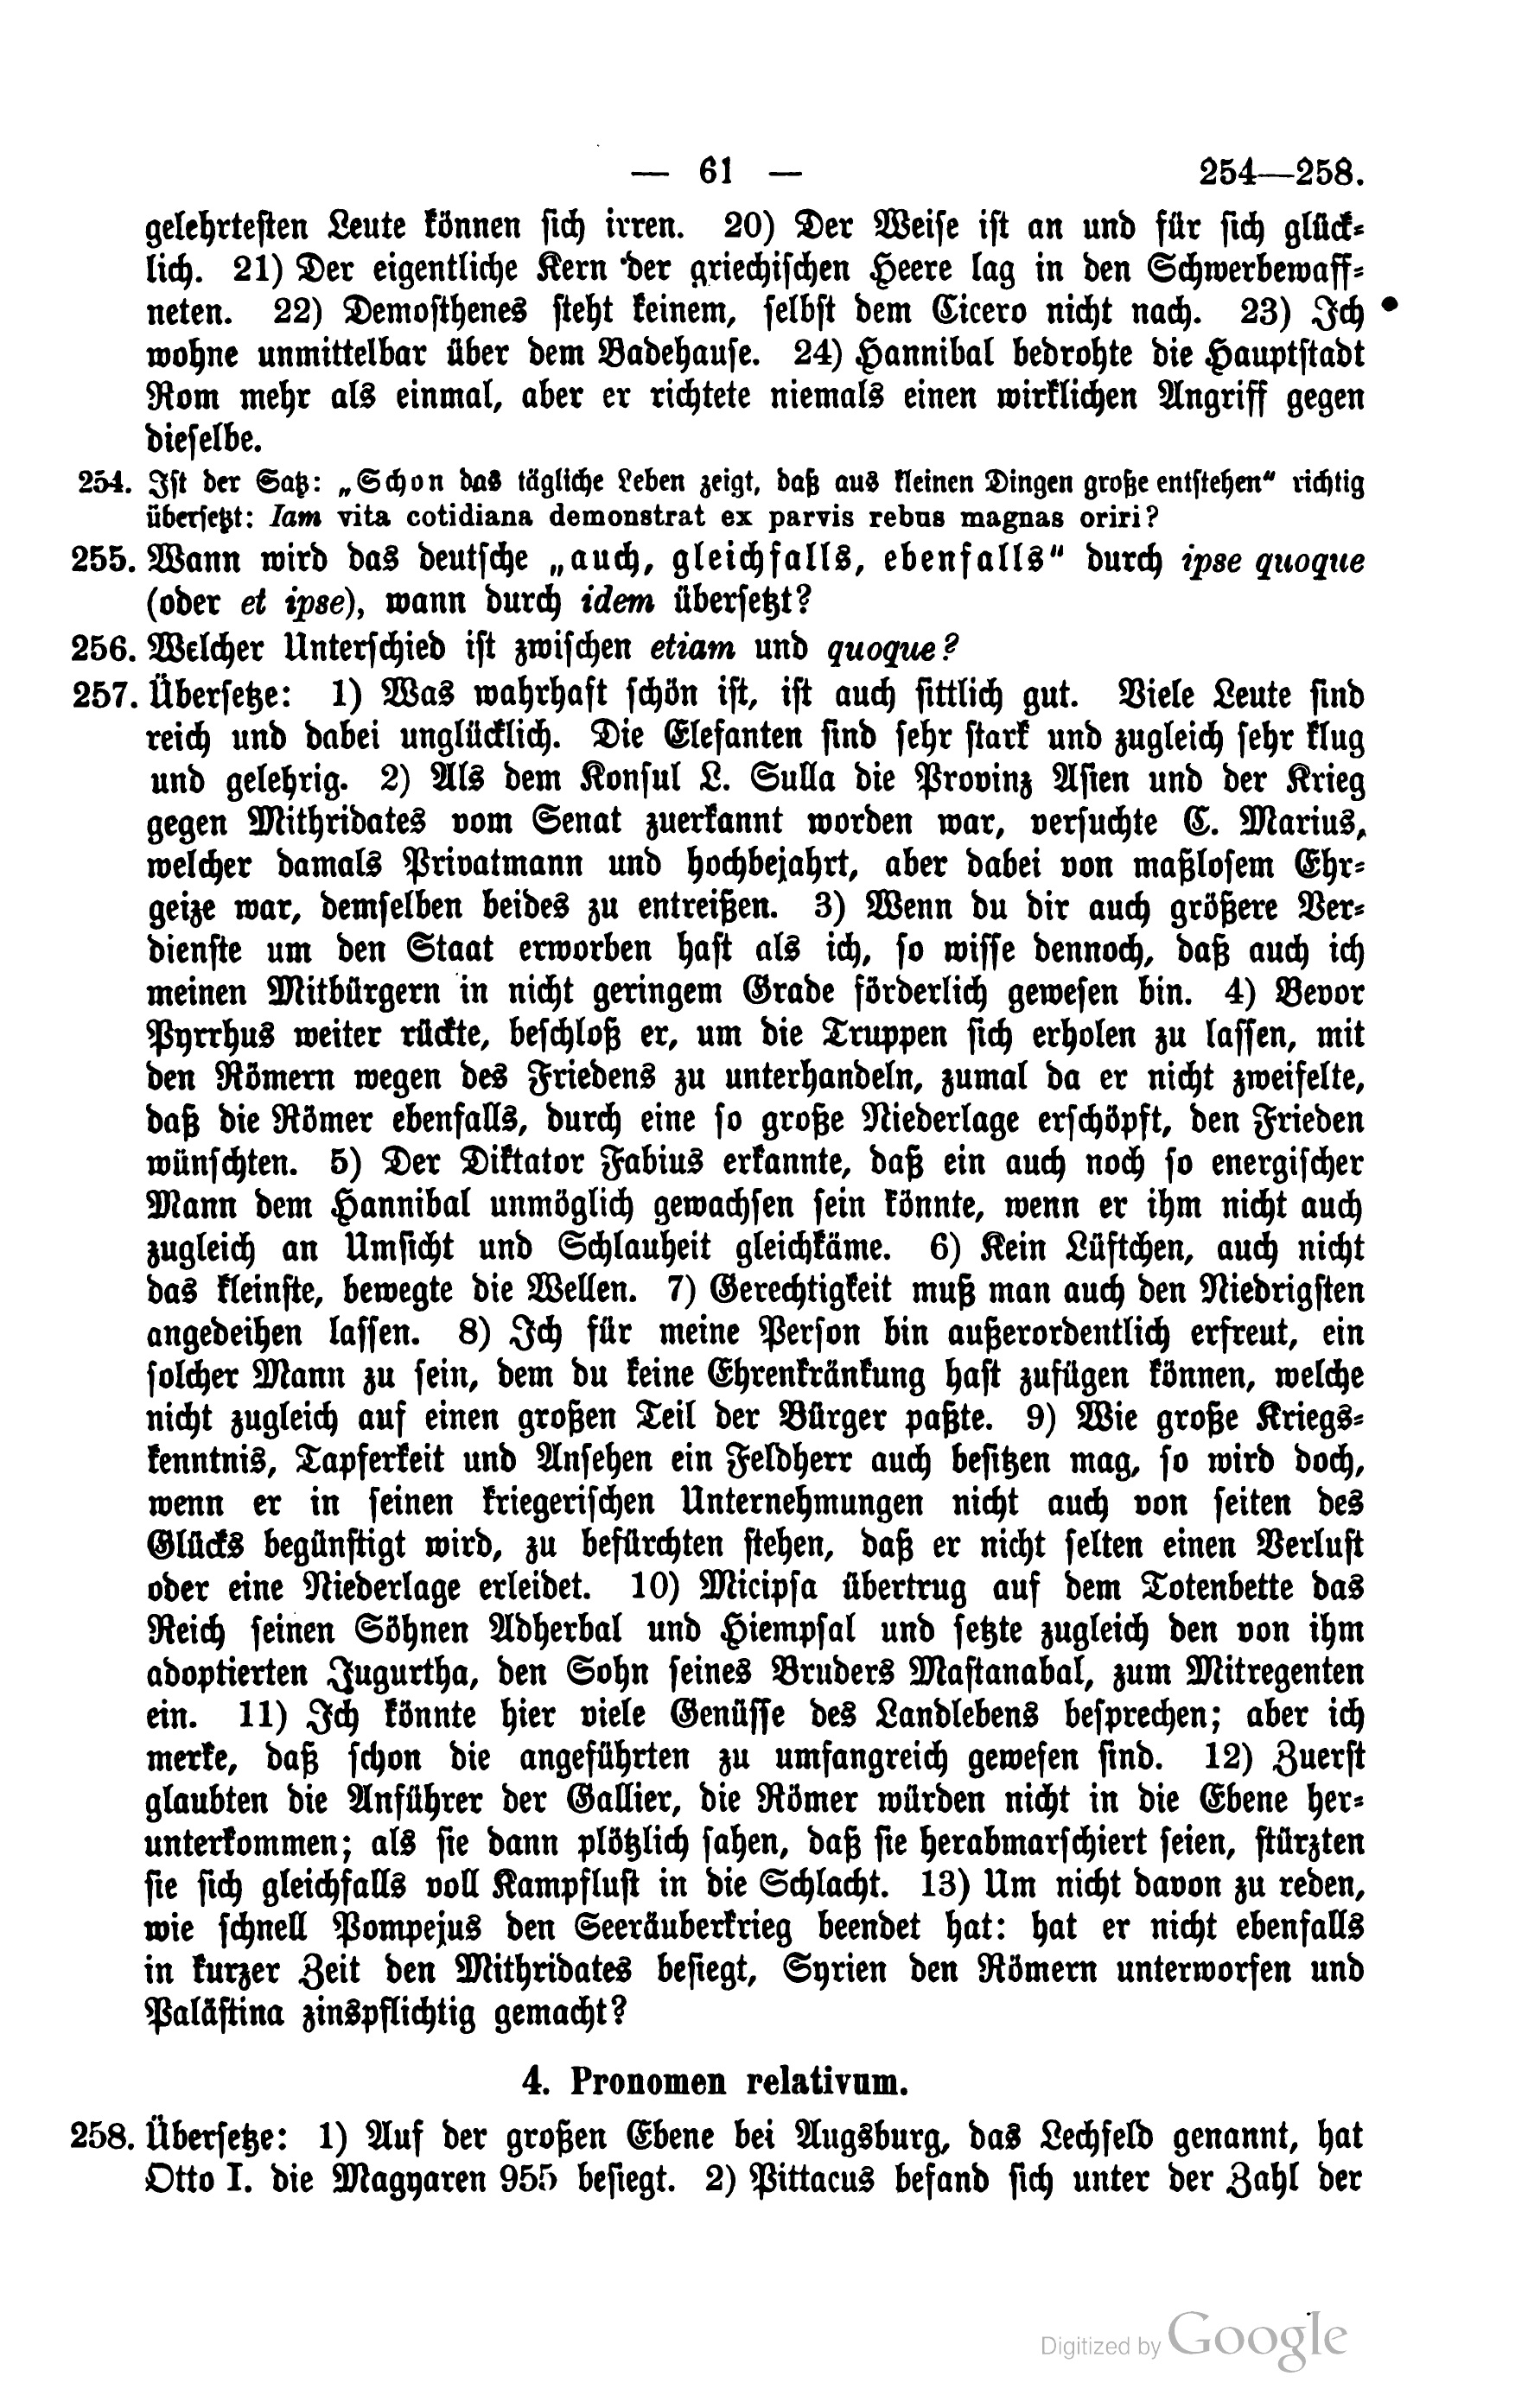 — 61 — 254—258.
gelehrtesten Leute können sich irren. 20) Der Weise ist an und für sich glück-
lich. 21) Der eigentliche Kern der griechischen Heere lag in den Schwerbewaff-
neten. 22) Demosthenes steht keinem, selbst dem Cicero nicht nach. 23) Ich
wohne unmittelbar über dem Badehause. 24) Hannibal bedrohte die Hauptstadt
Rom mehr als einmal, aber er richtete niemals einen wirklichen Angriff gegen
dieselbe.
254. Ist der Satz: „Schon das tägliche Leben zeigt, daß aus kleinen Dingen große entstehen“ richtig
übersetzt: Iam vita cotidiana demonstrat ex parvis rebus magnas oriri?
255. Wann wird das deutsche „auch, gleichfalls, ebenfalls“ durch ipse quoque
(oder et ipse), wann durch idem übersetzt?
256. Welcher Unterschied ist zwischen etiam und quoque?
257. Übersetze: 1) Was wahrhaft schön ist, ist auch sittlich gut. Viele Leute sind
reich und dabei unglücklich. Die Elefanten sind sehr stark und zugleich sehr klug
und gelehrig. 2) Als dem Konsul L. Sulla die Provinz Asien und der Krieg
gegen Mithridates vom Senat zuerkannt worden war, versuchte C. Marius,
welcher damals Privatmann und hochbejahrt, aber dabei von maßlosem Ehr-
geize war, demselben beides zu entreißen. 3) Wenn du dir auch größere Ver-
dienste um den Staat erworben hast als ich, so wisse dennoch, daß auch ich
meinen Mitbürgern in nicht geringem Grade förderlich gewesen bin. 4) Bevor
Pyrrhus weiter rückte, beschloß er, um die Truppen sich erholen zu lassen, mit
den Römern wegen des Friedens zu unterhandeln, zumal da er nicht zweifelte,
daß die Römer ebenfalls, durch eine so große Niederlage erschöpft, den Frieden
wünschten. 5) Der Diktator Fabius erkannte, daß ein auch noch so energischer
Mann dem Hannibal unmöglich gewachsen sein könnte, wenn er ihm nicht auch
zugleich an Umsicht und Schlauheit gleichkäme. 6) Kein Lüftchen, auch nicht
das kleinste, bewegte die Wellen. 7) Gerechtigkeit muß man auch den Niedrigsten
angedeihen lassen. 8) Ich für meine Person bin außerordentlich erfreut, ein
solcher Mann zu sein, dem du keine Ehrenkränkung hast zufügen können, welche
nicht zugleich auf einen großen Teil der Bürger paßte. 9) Wie große Kriegs-
kenntnis, Tapferkeit und Ansehen ein Feldherr auch besitzen mag, so wird doch,
wenn er in seinen kriegerischen Unternehmungen nicht auch von seiten des
Glücks begünstigt wird, zu befürchten stehen, daß er nicht selten einen Verlust
oder eine Niederlage erleidet. 10) Micipsa übertrug auf dem Totenbette das
Reich seinen Söhnen Adherbal und Hiempsal und setzte zugleich den von ihm
adoptierten Jugurtha, den Sohn seines Bruders Mastanabal, zum Mitregenten
ein. 11) Ich könnte hier viele Genüsse des Landlebens besprechen; aber ich
merke, daß schon die angeführten zu umfangreich gewesen sind. 12) Zuerst
glaubten die Anführer der Gallier, die Römer würden nicht in die Ebene her-
unterkommen; als sie dann plötzlich sahen, daß sie herabmarschiert seien, stürzten
sie sich gleichfalls voll Kampflust in die Schlacht. 13) Um nicht davon zu reden,
wie schnell Pompejus den Seeräuberkrieg beendet hat: hat er nicht ebenfalls
in kurzer Zeit den Mithridates besiegt, Syrien den Römern unterworfen und
Palästina zinspflichtig gemacht?
4. Pronomen relativum.
258. Übersetze: 1) Auf der großen Ebene bei Augsburg, das Lechfeld genannt, hat
Otto I. die Magyaren 955 besiegt. 2) Pittacus befand sich unter der Zahl der
Digitized by Google